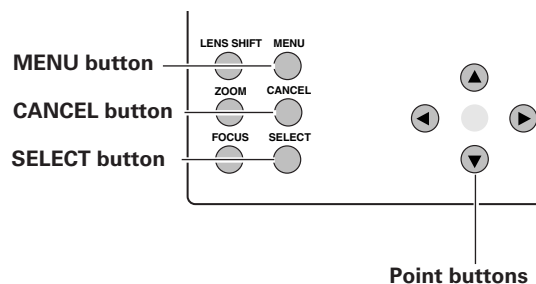 LENS SHIFT MENU
MENU button
ZOOM CANCEL
CANCEL button
FOCUS SELECT
SELECT button
Point buttons